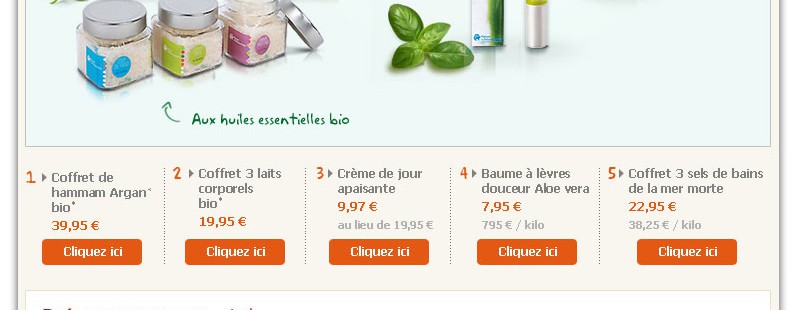 Aux huiles essentielles bio
1 Coffret de
hammam Argan*
bio*
39,95 €
Cliquez ici
2 Coffret 3 laits
corporels
bio*
19,95 €
Cliquez ici
3 Crème de jour
apaisante
9,97 €
au lieu de 19,95 €
Cliquez ici
4 Baume à lèvres
douceur Aloe vera
7,95 €
795 € / kilo
Cliquez ici
5 Coffret 3 sels de bains
de la mer morte
22,95 €
38,25 € / kilo
Cliquez ici